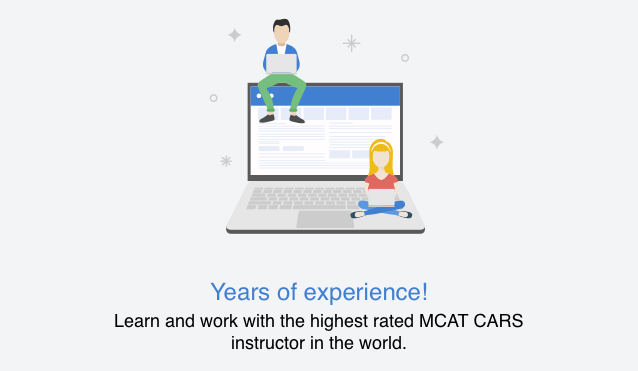 Years of experience!
Learn and work with the highest rated MCAT CARS
instructor in the world.